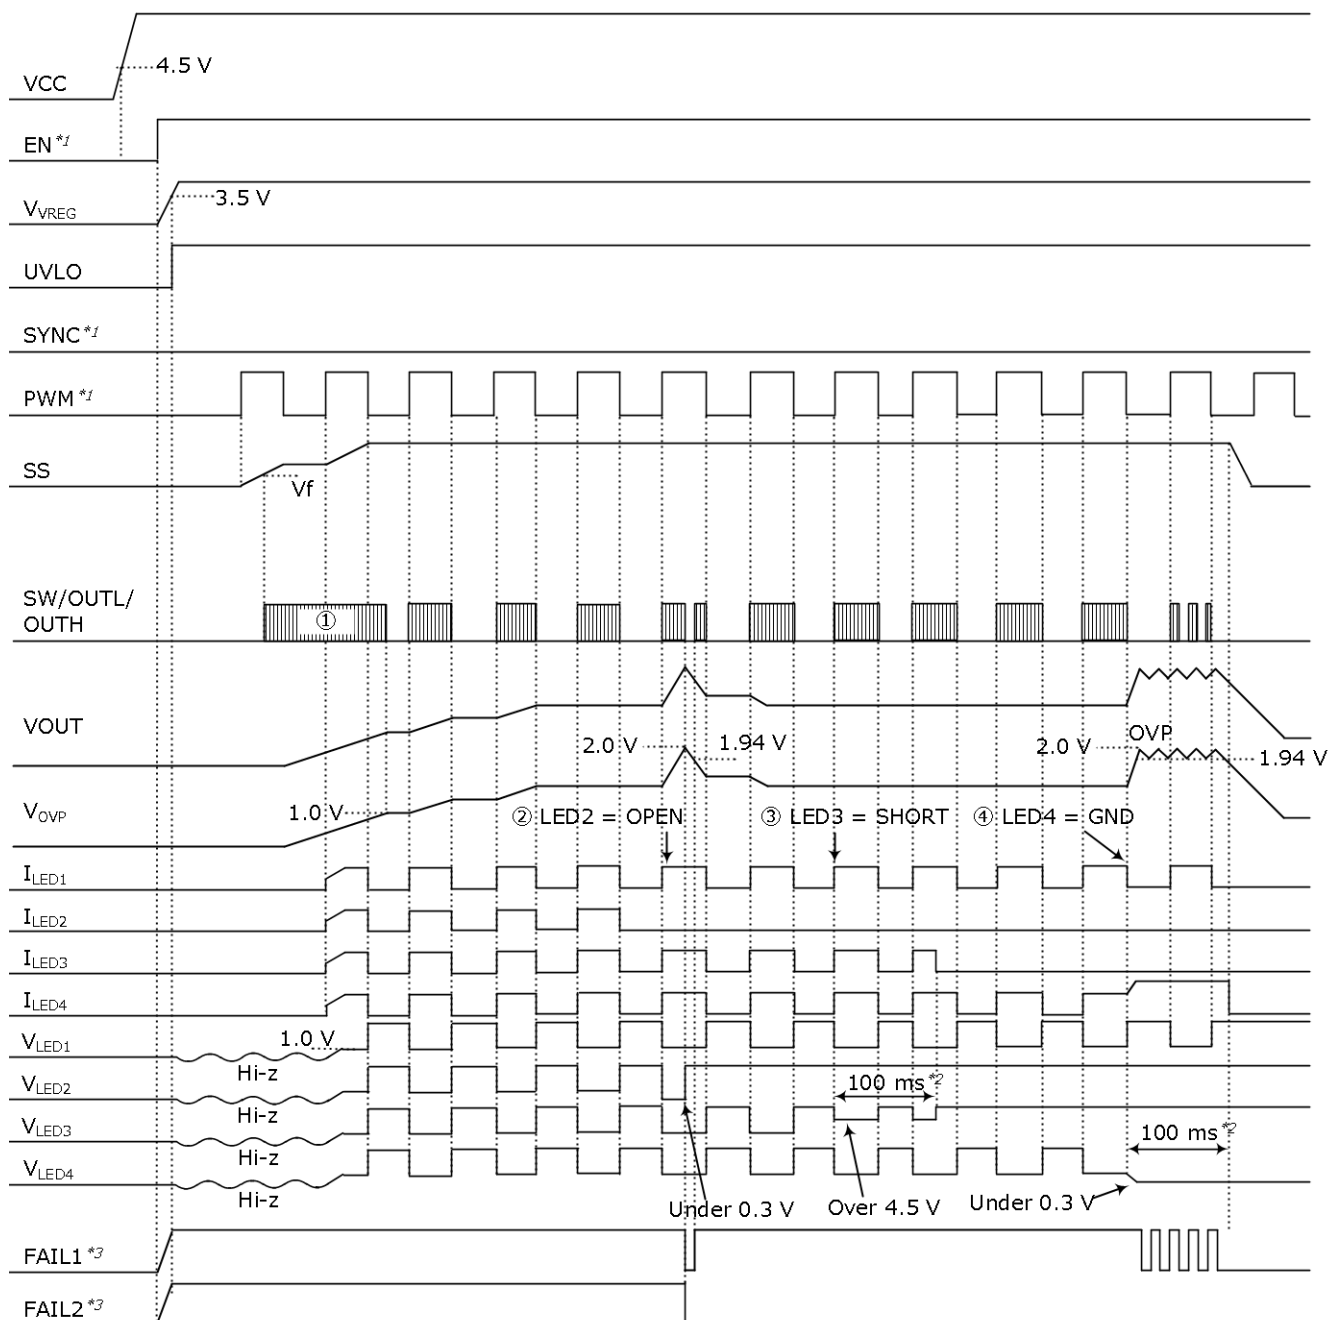 VCC
4.5 V
EN*1
VVREG
3.5 V
UVLO
SYNC*1
PWM*1
SS
Vf
SW/OUTL/
OUTH
①
VOUT
2.0 V
1.94 V
OVP
2.0 V
1.94 V
VOVP
1.0 V
② LED2 = OPEN
③ LED3 = SHORT
④ LED4 = GND
ILED1
ILED2
ILED3
ILED4
VLED1
1.0 V
Hi-z
VLED2
100 ms*2
Hi-z
VLED3
100 ms*2
Hi-z
VLED4
Hi-z
Under 0.3 V
Over 4.5 V
Under 0.3 V
FAIL1*3
FAIL2*3